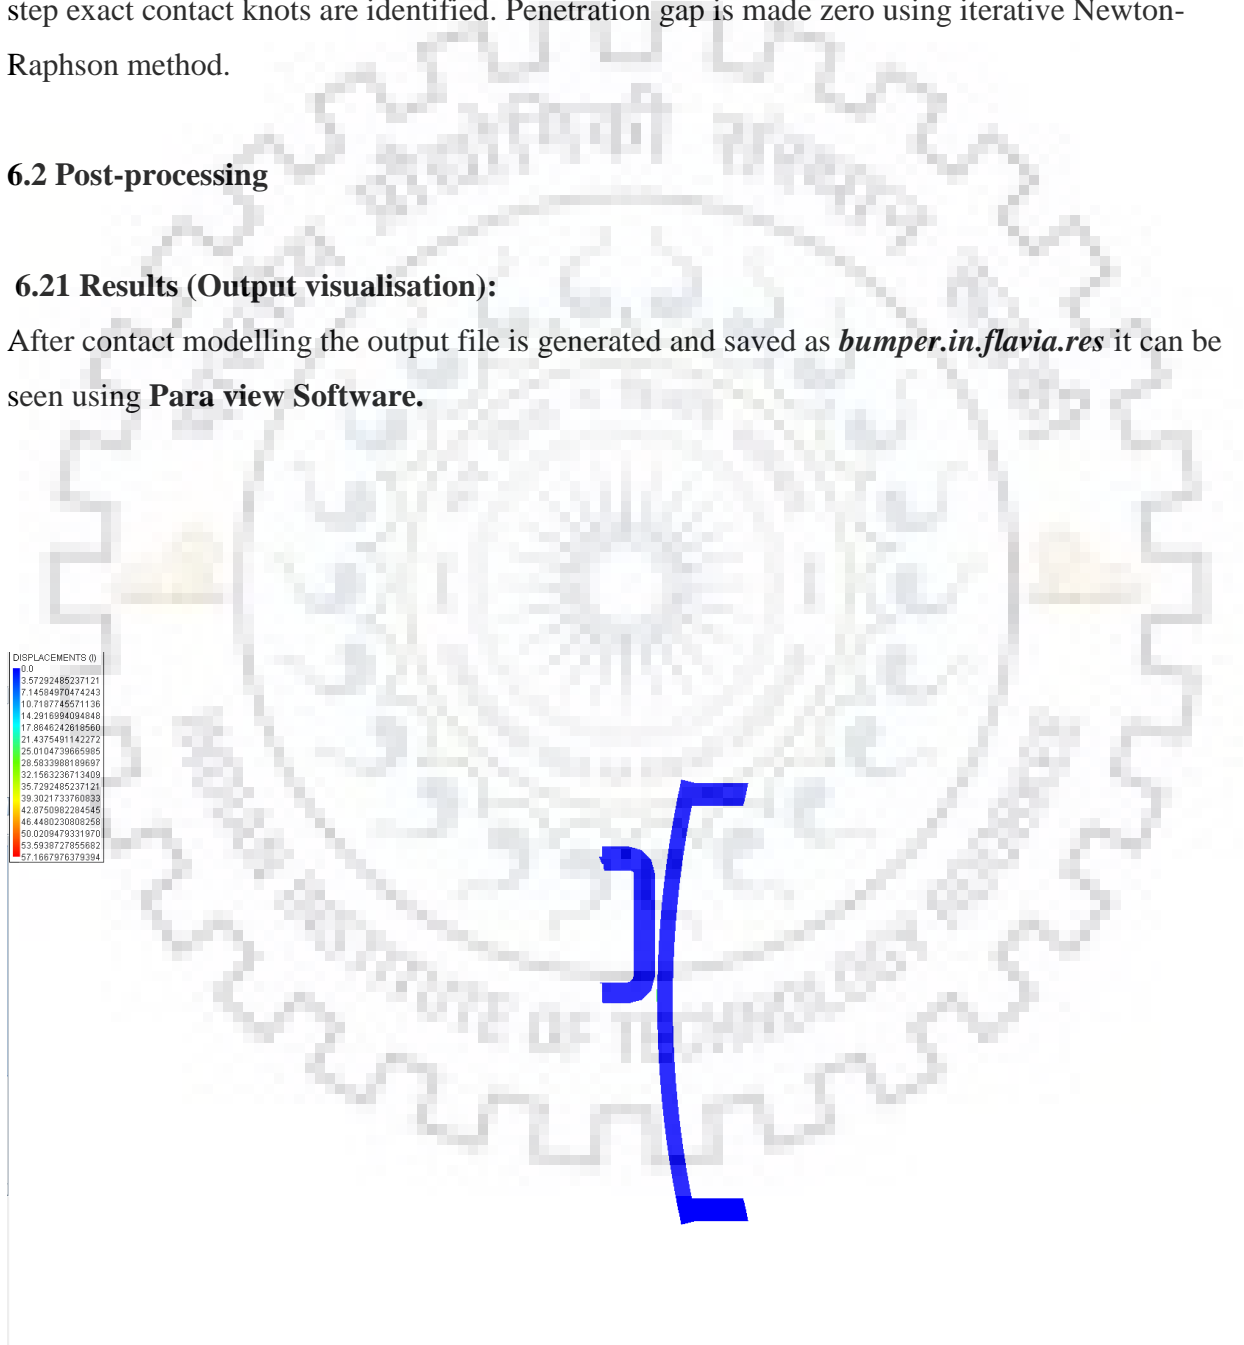 step exact contact knots are identified. Penetration gap is made zero using iterative Newton-
Raphson method.
6.2 Post-processing
6.21 Results (Output visualisation):
After contact modelling the output file is generated and saved as bumper.in.flavia.res it can be
seen using Para view Software.
DISPLACEMENTS (l)
0.0
3.57292485237121
7.14584970474243
10.7187745571136
14.2916994094848
17.8646242618560
21.4375491142272
25.0104739665985
28.5833988189697
32.1563236713409
35.7292485237121
39.3021733760833
42.8750982284545
46.4480230808258
50.0209479331970
53.5938727855682
57.1667976379394
OF